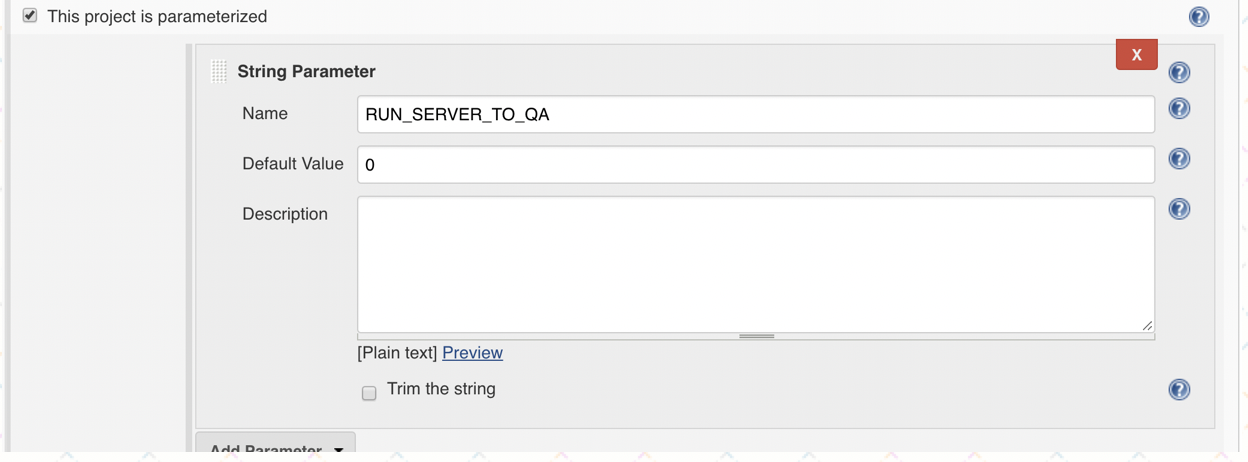 This project is parameterized
?
X
String Parameter
?
Name
RUN_SERVER_TO_QA
?
Default Value
0
?
Description
?
[Plain text] Preview
Trim the string
?
Add Parameter